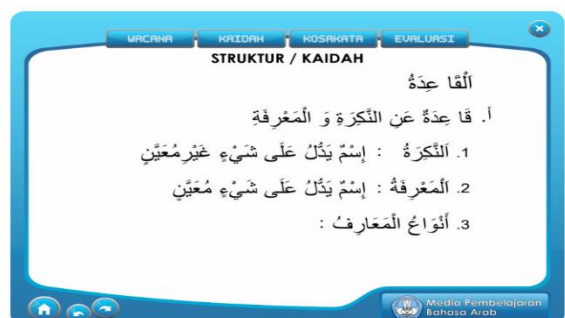 WACANA KAIDAH KOSAKATA EVALUASI
STRUKTUR / KAIDAH
اَلْقَا عِدَةُ
أ. قَا عِدَةٌ عَنِ النَّكِرَةِ وَ الْمَعْرِفَةِ
1. اَلنَّكِرَةُ : إِسْمٌ يَدُّلُ عَلَى شَيْءٍ غَيْرِمُعَيَّنٍ
2. اَلْمَعْرِفَةُ : إِسْمٌ يَدُّلُ عَلَى شَيْءٍ مُعَيَّنٍ
3. أَنْوَاعُ الْمَعَارِفُ :
Media Pembelajaran
Bahasa Arab